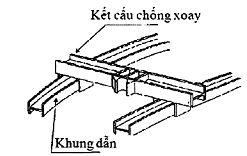 Kết cấu chống xoay
Khung dẫn